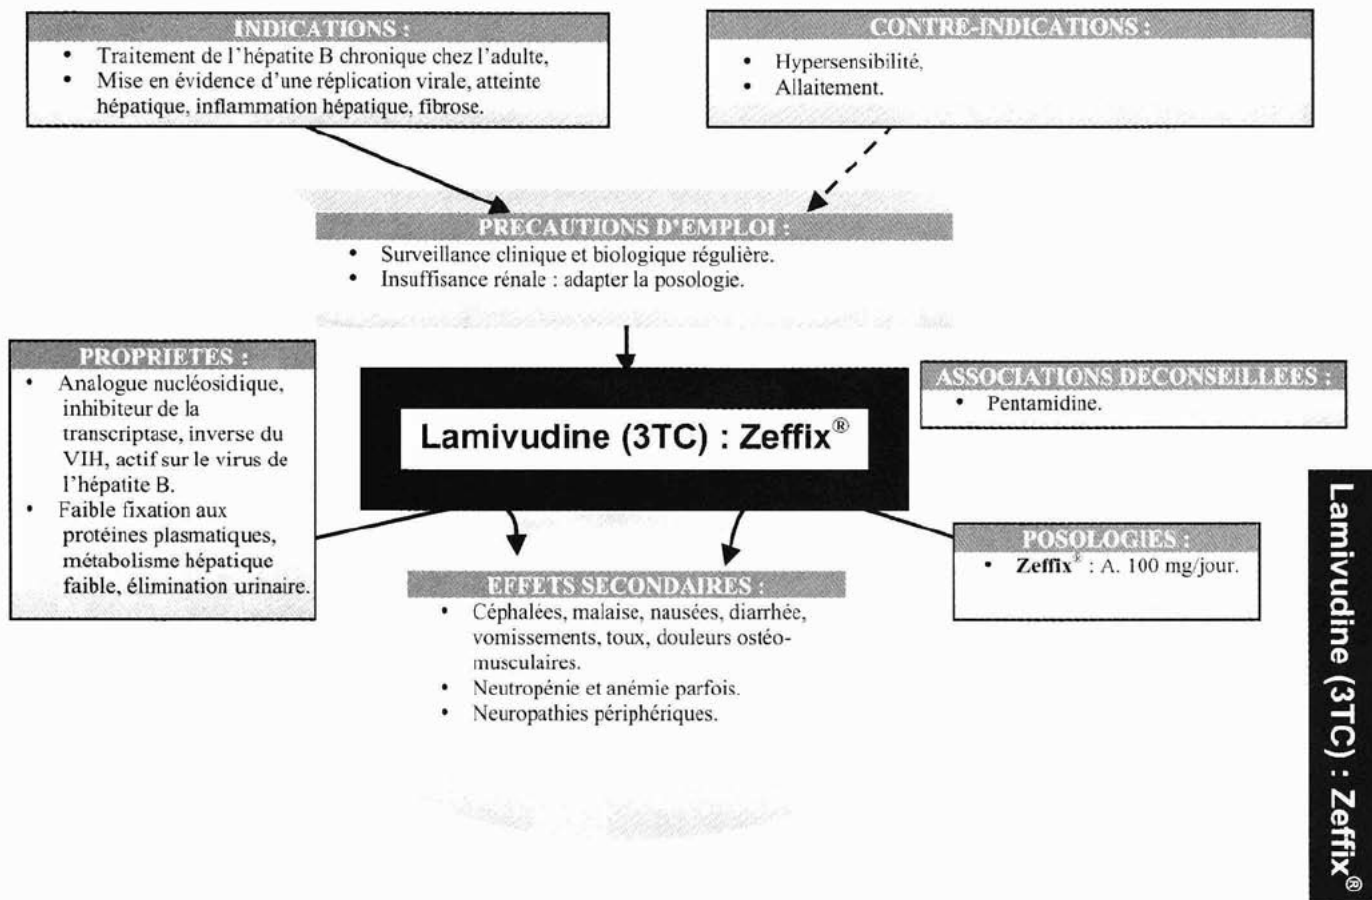 INDICATIONS :
• Traitement de l'hépatite B chronique chez l'adulte,
• Mise en évidence d'une réplication virale, atteinte
hépatique, inflammation hépatique, fibrose.
CONTRE-INDICATIONS :
• Hypersensibilité,
• Allaitement.
PRECAUTIONS D'EMPLOI :
• Surveillance clinique et biologique régulière.
• Insuffisance rénale : adapter la posologie.
PROPRIETES :
• Analogue nucléosidique,
inhibiteur de la
transcriptase, inverse du
VIH, actif sur le virus de
l'hépatite B.
• Faible fixation aux
protéines plasmatiques,
métabolisme hépatique
faible, élimination urinaire.
Lamivudine (3TC) : Zeffix®
ASSOCIATIONS DECONSEILLEES :
• Pentamidine.
POSOLOGIES :
• Zeffix® : A. 100 mg/jour.
EFFETS SECONDAIRES :
• Céphalées, malaise, nausées, diarrhée,
vomissements, toux, douleurs ostéo-
musculaires.
• Neutropénie et anémie parfois.
• Neuropathies périphériques.
Lamivudine (3TC) : Zeffix®